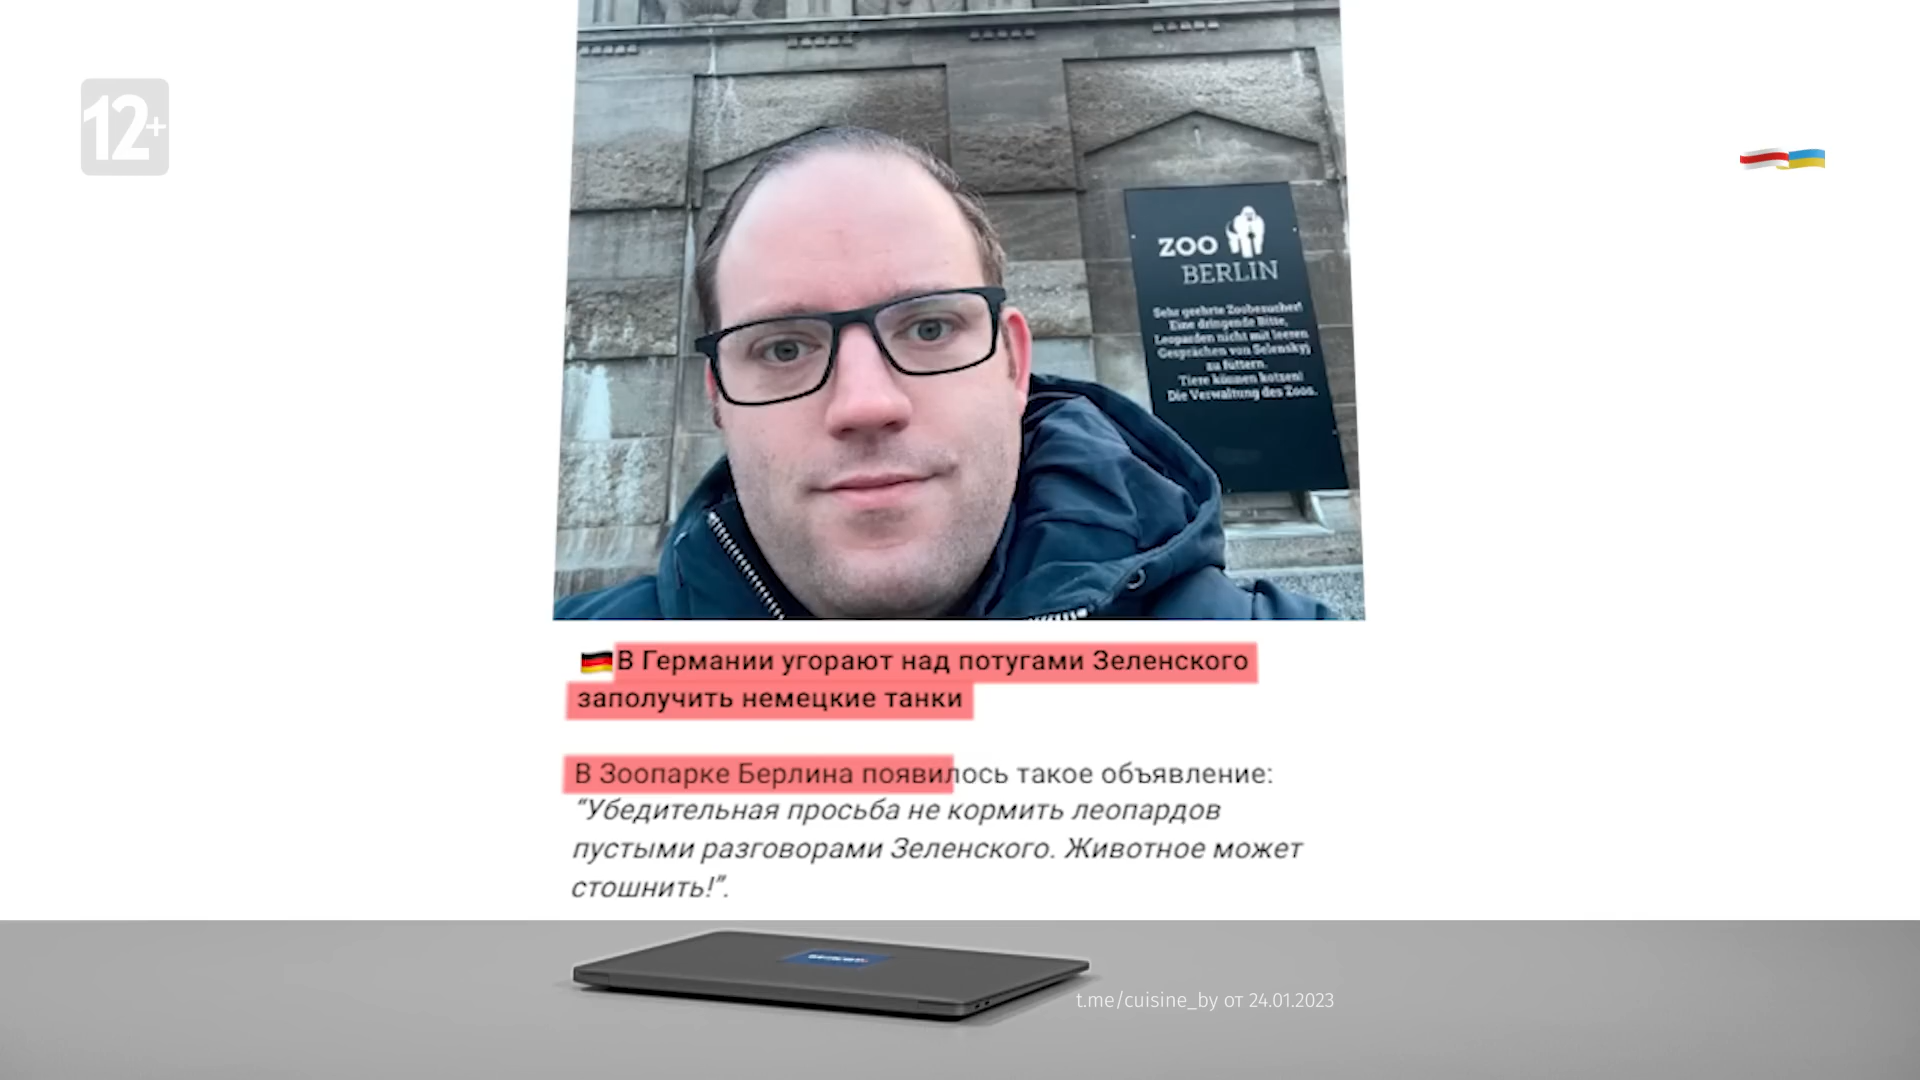 12+
ZOO
BERLIN
Sehr geehrte Zoobesucher!
Eine dringende Bitte,
Leoparden nicht mit leeren
Gesprächen von Selenskyj
zu füttern.
Tiere können kotzen!
Die Verwaltung des Zoos.
В Германии угорают над потугами Зеленского
заполучить немецкие танки
В Зоопарке Берлина появилось такое объявление:
“Убедительная просьба не кормить леопардов
пустыми разговорами Зеленского. Животное может
стошнить!”.
t.me/cuisine_by от 24.01.2023